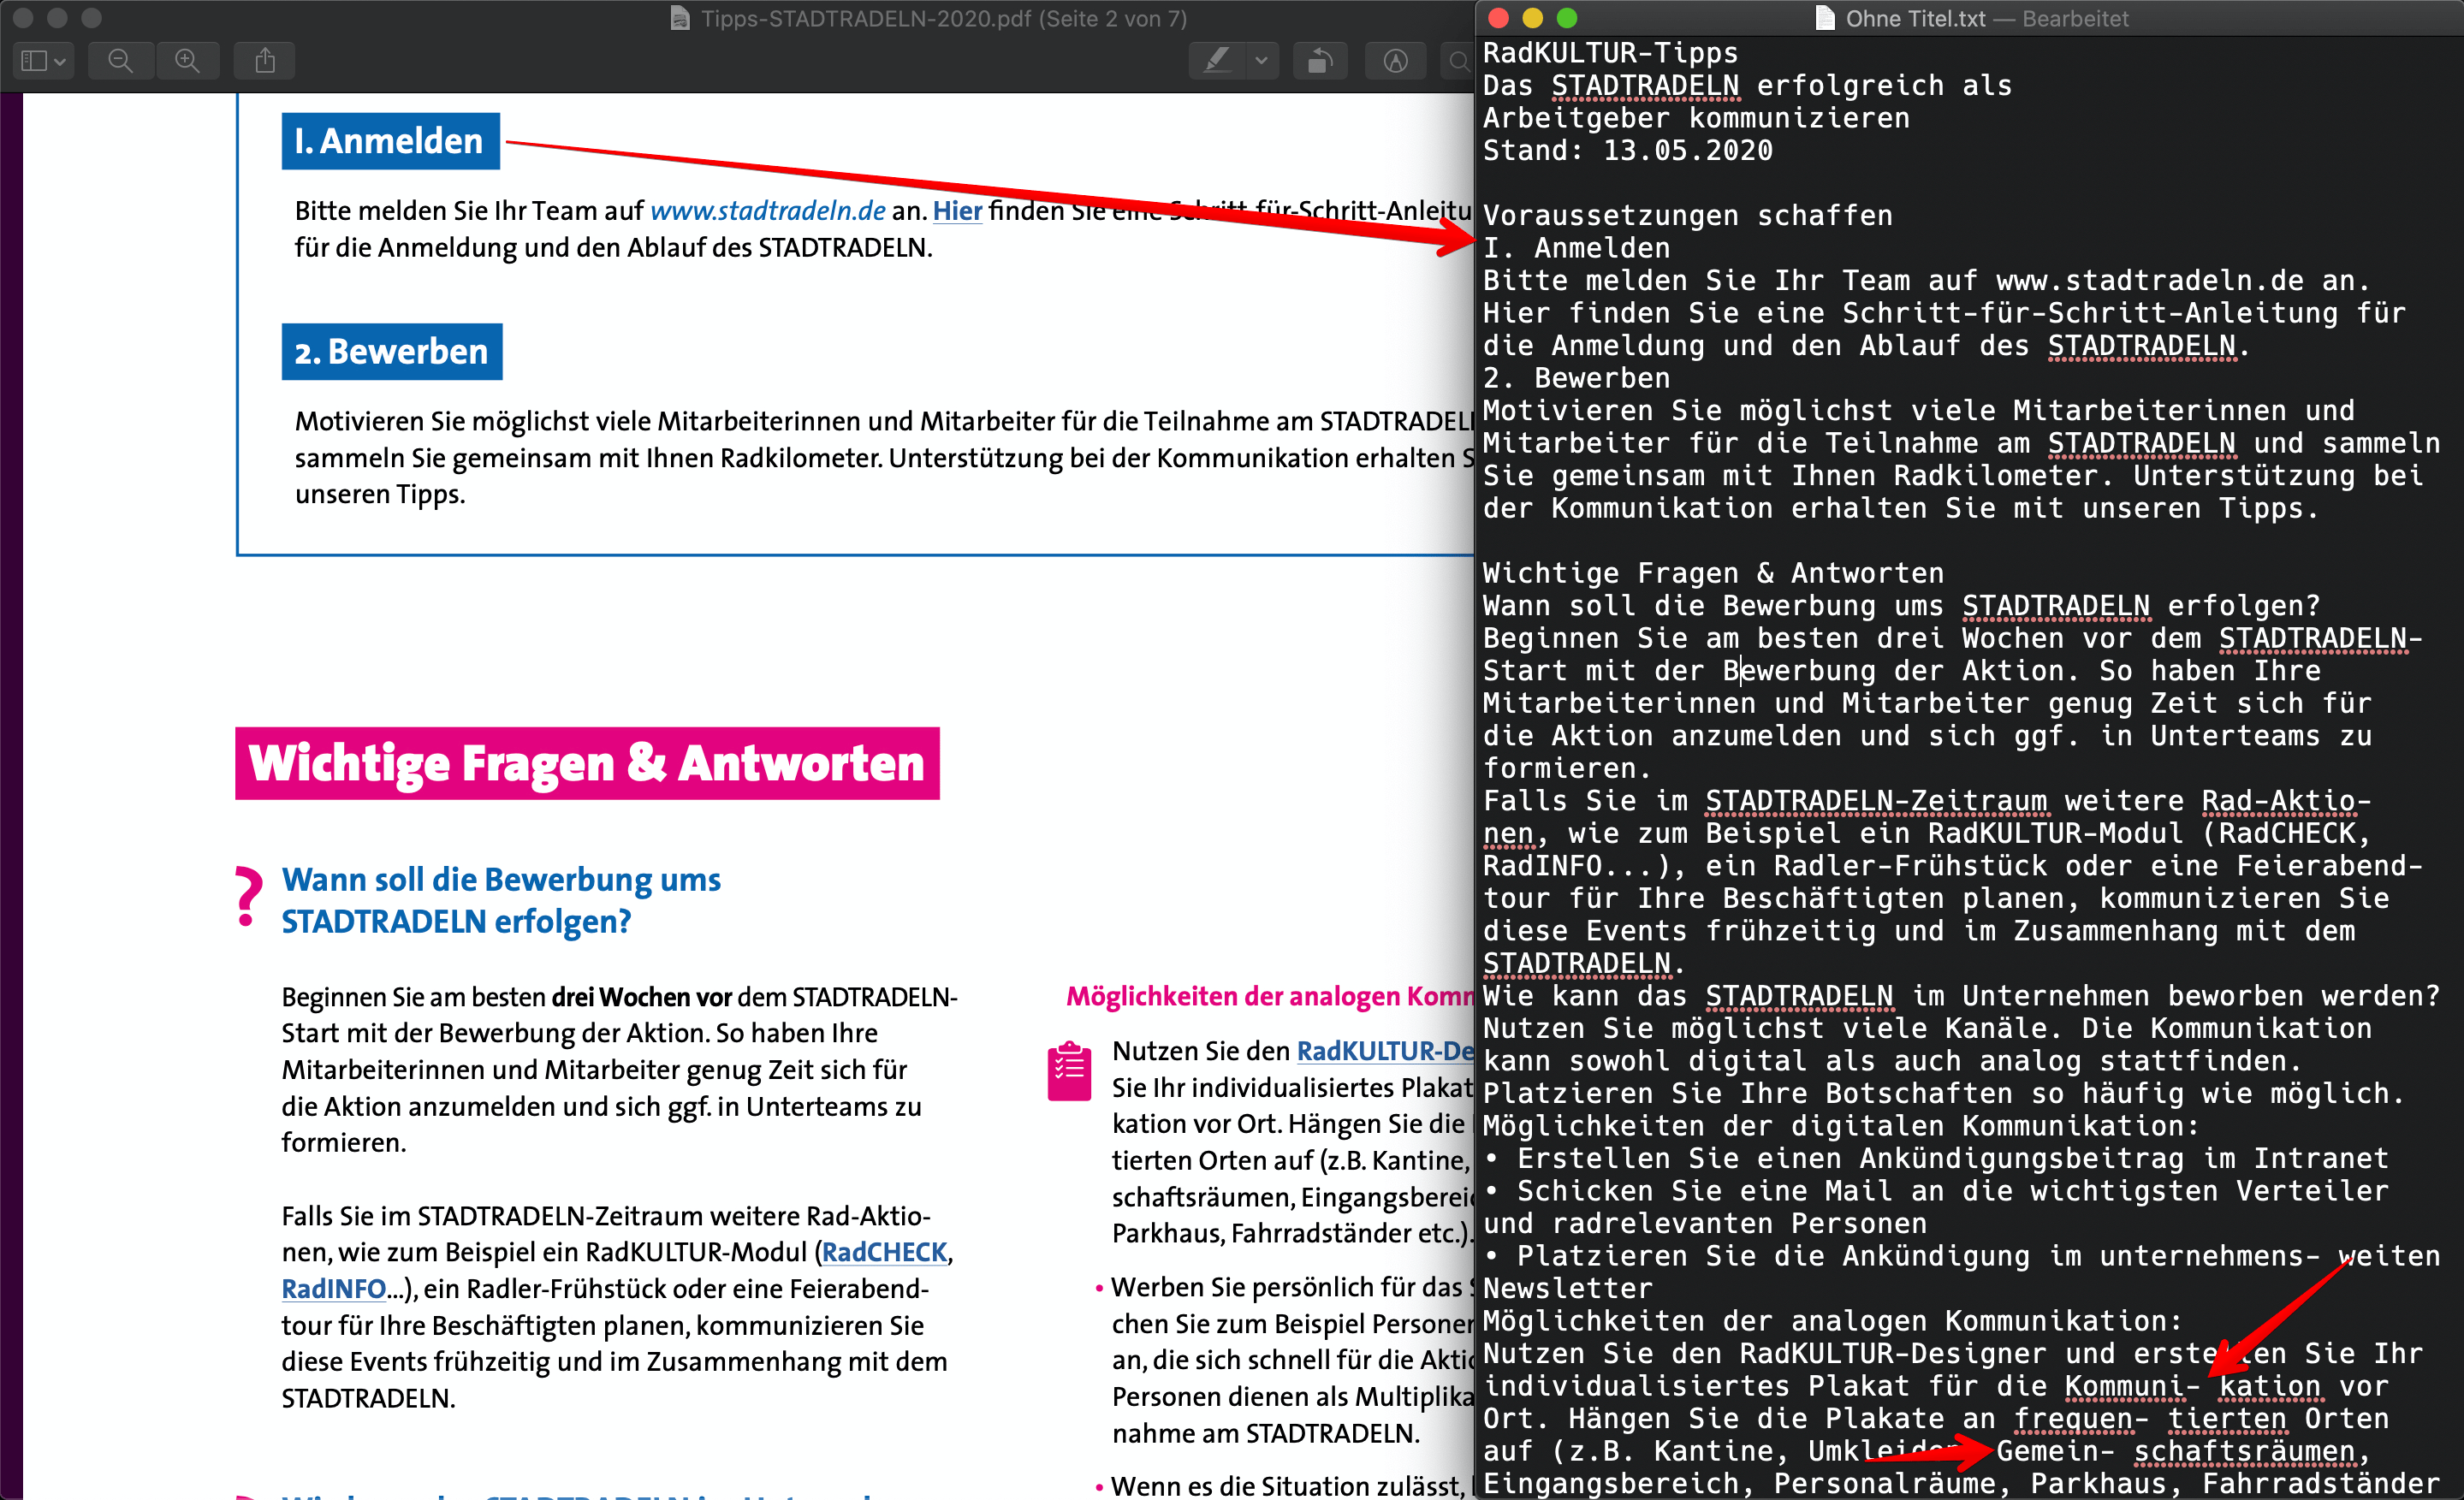 Tipps-STADTRADELN-2020.pdf (Seite 2 von 7)
I. Anmelden
Bitte melden Sie Ihr Team auf www.stadtradeln.de an. Hier finden Sie eine Schritt-für-Schritt-Anleitu
für die Anmeldung und den Ablauf des STADTRADELN.
2. Bewerben
Motivieren Sie möglichst viele Mitarbeiterinnen und Mitarbeiter für die Teilnahme am STADTRADEL
sammeln Sie gemeinsam mit Ihnen Radkilometer. Unterstützung bei der Kommunikation erhalten S
unseren Tipps.
Wichtige Fragen & Antworten
? Wann soll die Bewerbung ums
STADTRADELN erfolgen?
Beginnen Sie am besten drei Wochen vor dem STADTRADELN-
Start mit der Bewerbung der Aktion. So haben Ihre
Mitarbeiterinnen und Mitarbeiter genug Zeit sich für
die Aktion anzumelden und sich ggf. in Unterteams zu
formieren.
Falls Sie im STADTRADELN-Zeitraum weitere Rad-Aktio-
nen, wie zum Beispiel ein RadKULTUR-Modul (RadCHECK,
RadINFO...), ein Radler-Frühstück oder eine Feierabend-
tour für Ihre Beschäftigten planen, kommunizieren Sie
diese Events frühzeitig und im Zusammenhang mit dem
STADTRADELN.
Möglichkeiten der analogen Komm
Nutzen Sie den RadKULTUR-De
Sie Ihr individualisiertes Plakat
kation vor Ort. Hängen Sie die
tierten Orten auf (z.B. Kantine,
schaftsräumen, Eingangsbereic
Parkhaus, Fahrradständer etc.).
• Werben Sie persönlich für das S
chen Sie zum Beispiel Personen
an, die sich schnell für die Aktio
Personen dienen als Multiplika
nahme am STADTRADELN.
• Wenn es die Situation zulässt,
Ohne Titel.txt — Bearbeitet
RadKULTUR-Tipps
Das STADTRADELN erfolgreich als
Arbeitgeber kommunizieren
Stand: 13.05.2020
Voraussetzungen schaffen
I. Anmelden
Bitte melden Sie Ihr Team auf www.stadtradeln.de an.
Hier finden Sie eine Schritt-für-Schritt-Anleitung für
die Anmeldung und den Ablauf des STADTRADELN.
2. Bewerben
Motivieren Sie möglichst viele Mitarbeiterinnen und
Mitarbeiter für die Teilnahme am STADTRADELN und sammeln
Sie gemeinsam mit Ihnen Radkilometer. Unterstützung bei
der Kommunikation erhalten Sie mit unseren Tipps.
Wichtige Fragen & Antworten
Wann soll die Bewerbung ums STADTRADELN erfolgen?
Beginnen Sie am besten drei Wochen vor dem STADTRADELN-
Start mit der Bewerbung der Aktion. So haben Ihre
Mitarbeiterinnen und Mitarbeiter genug Zeit sich für
die Aktion anzumelden und sich ggf. in Unterteams zu
formieren.
Falls Sie im STADTRADELN-Zeitraum weitere Rad-Aktio-
nen, wie zum Beispiel ein RadKULTUR-Modul (RadCHECK,
RadINFO...), ein Radler-Frühstück oder eine Feierabend-
tour für Ihre Beschäftigten planen, kommunizieren Sie
diese Events frühzeitig und im Zusammenhang mit dem
STADTRADELN.
Wie kann das STADTRADELN im Unternehmen beworben werden?
Nutzen Sie möglichst viele Kanäle. Die Kommunikation
kann sowohl digital als auch analog stattfinden.
Platzieren Sie Ihre Botschaften so häufig wie möglich.
Möglichkeiten der digitalen Kommunikation:
• Erstellen Sie einen Ankündigungsbeitrag im Intranet
• Schicken Sie eine Mail an die wichtigsten Verteiler
und radrelevanten Personen
• Platzieren Sie die Ankündigung im unternehmens- weiten
Newsletter
Möglichkeiten der analogen Kommunikation:
Nutzen Sie den RadKULTUR-Designer und erstellen Sie Ihr
individualisiertes Plakat für die Kommuni- kation vor
Ort. Hängen Sie die Plakate an frequen- tierten Orten
auf (z.B. Kantine, Umkleiden, Gemein- schaftsräumen,
Eingangsbereich, Personalräume, Parkhaus, Fahrradständer